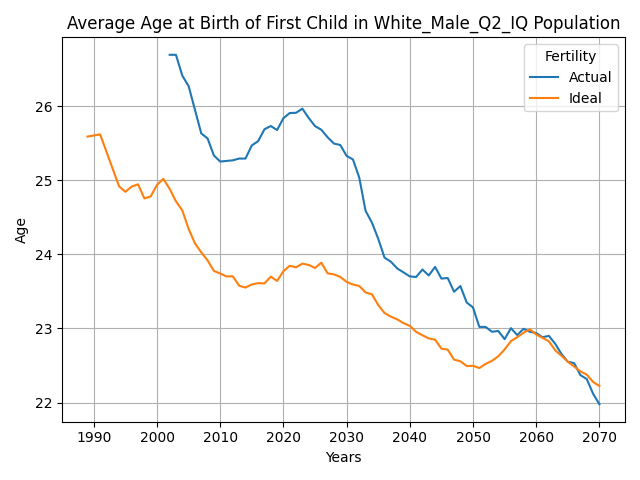 Average Age at Birth of First Child in White_Male_Q2_IQ Population
Fertility
Actual
Ideal
Age
26
25
24
23
22
1990 2000 2010 2020 2030 2040 2050 2060 2070
Years